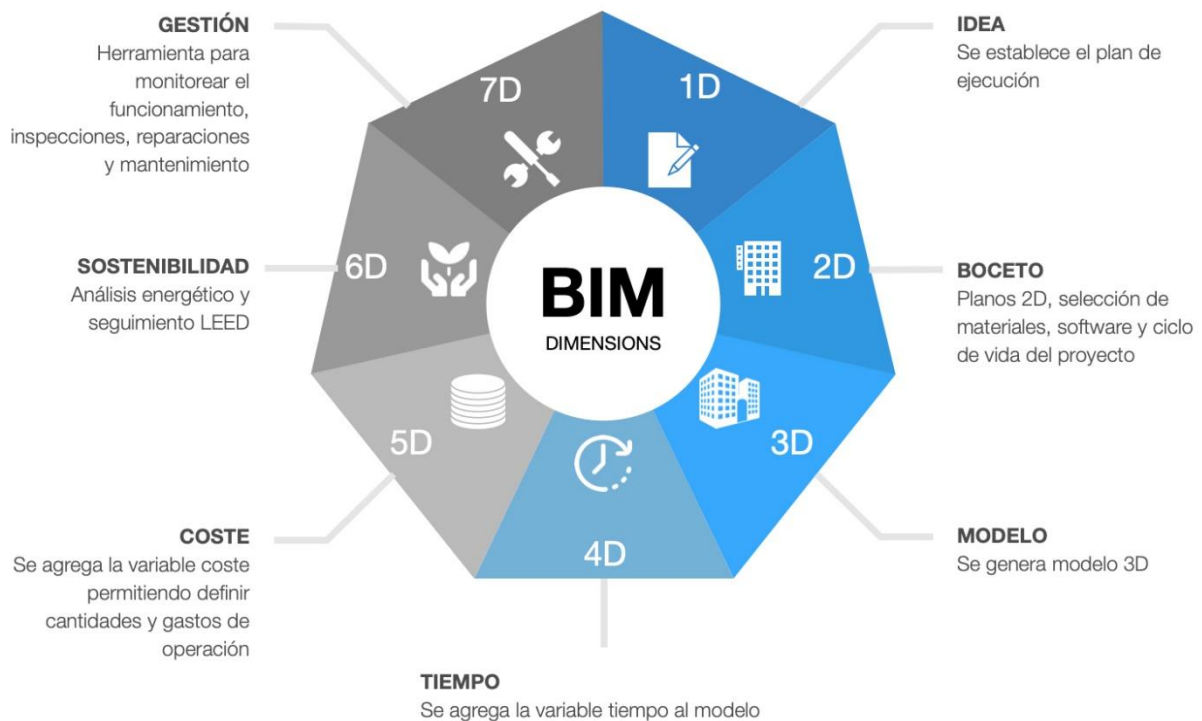 GESTIÓN
Herramienta para
monitorear el
funcionamiento,
inspecciones, reparaciones
y mantenimiento
7D
1D
IDEA
Se establece el plan de
ejecución
SOSTENIBILIDAD
Análisis energético y
seguimiento LEED
6D
BIM
DIMENSIONS
2D
BOCETO
Planos 2D, selección de
materiales, software y ciclo
de vida del proyecto
5D
3D
COSTE
Se agrega la variable coste
permitiendo definir
cantidades y gastos de
operación
4D
MODELO
Se genera modelo 3D
TIEMPO
Se agrega la variable tiempo al modelo